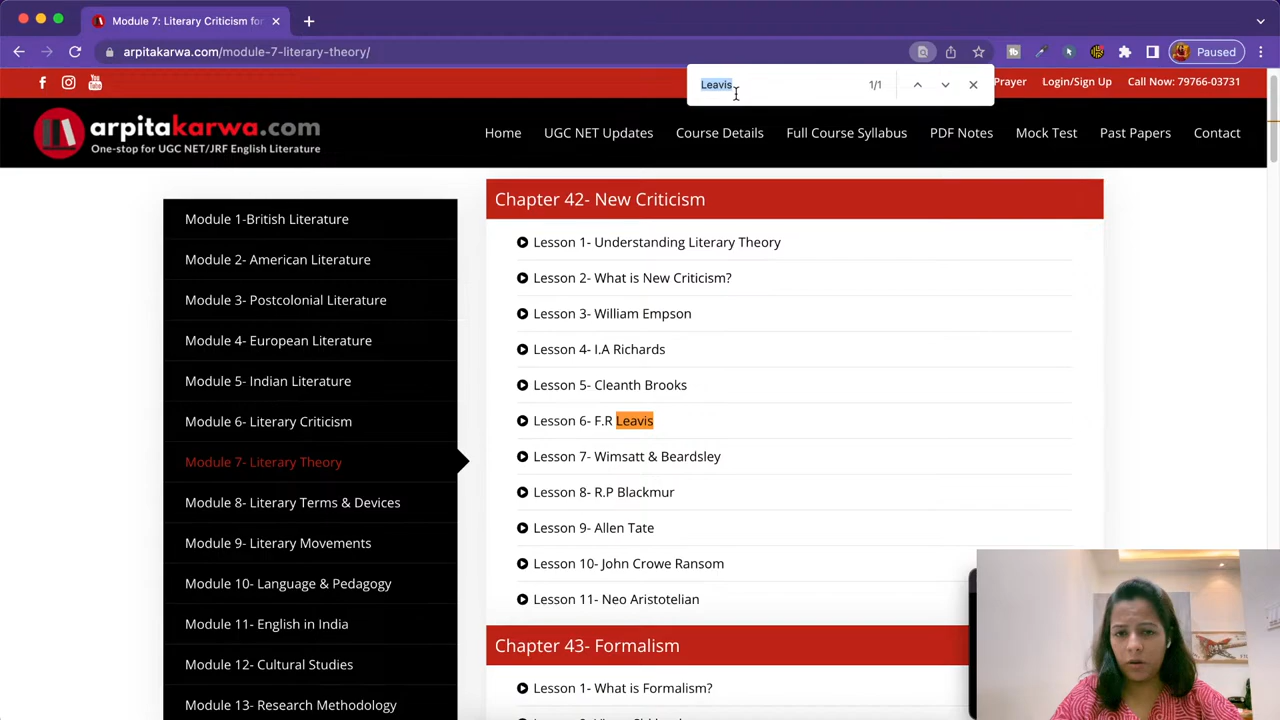 Module 7: Literary Criticism for
arpitakarwa.com/module-7-literary-theory/
Paused
Leavis
1/1
Prayer
Login/Sign Up
Call Now: 79766-03731
arpitakarwa.com
One-stop for UGC NET/JRF English Literature
Home
UGC NET Updates
Course Details
Full Course Syllabus
PDF Notes
Mock Test
Past Papers
Contact
Module 1-British Literature
Module 2- American Literature
Module 3- Postcolonial Literature
Module 4- European Literature
Module 5- Indian Literature
Module 6- Literary Criticism
Module 7- Literary Theory
Module 8- Literary Terms & Devices
Module 9- Literary Movements
Module 10- Language & Pedagogy
Module 11- English in India
Module 12- Cultural Studies
Module 13- Research Methodology
Chapter 42- New Criticism
Lesson 1- Understanding Literary Theory
Lesson 2- What is New Criticism?
Lesson 3- William Empson
Lesson 4- I.A Richards
Lesson 5- Cleanth Brooks
Lesson 6- F.R Leavis
Lesson 7- Wimsatt & Beardsley
Lesson 8- R.P Blackmur
Lesson 9- Allen Tate
Lesson 10- John Crowe Ransom
Lesson 11- Neo Aristotelian
Chapter 43- Formalism
Lesson 1- What is Formalism?